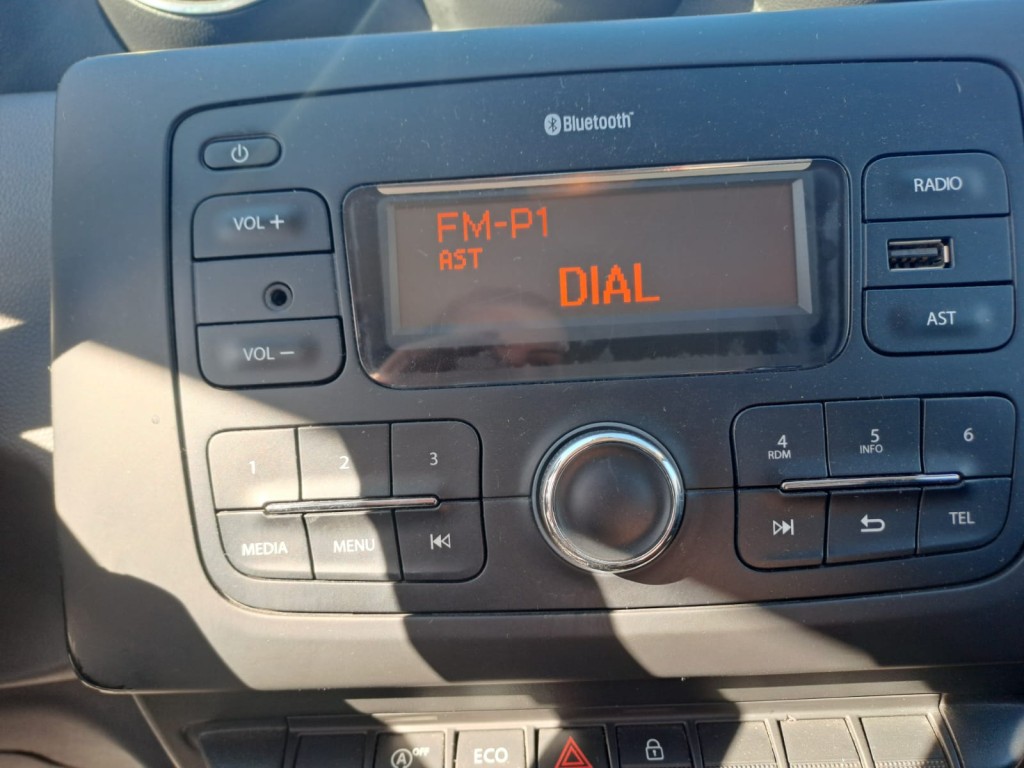 Bluetooth
VOL +
VOL −
FM-P1
AST
DIAL
RADIO
AST
1
2
3
MEDIA
MENU
4
RDM
5
INFO
6
TEL
A OFF
ECO